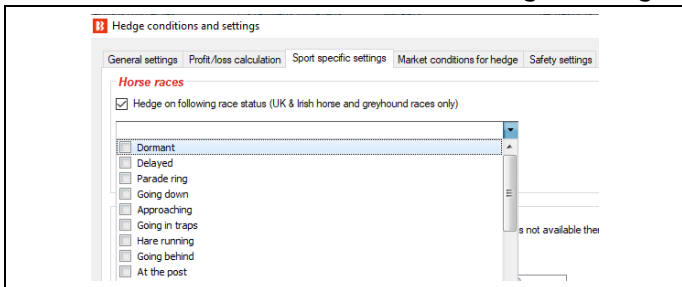 Hedge conditions and settings
General settings Profit/loss calculation Sport specific settings Market conditions for hedge Safety settings
Horse races
Hedge on following race status (UK & Irish horse and greyhound races only)
Dormant
Delayed
Parade ring
Going down
Approaching
Going in traps
s not available ther
Hare running
Going behind
At the post